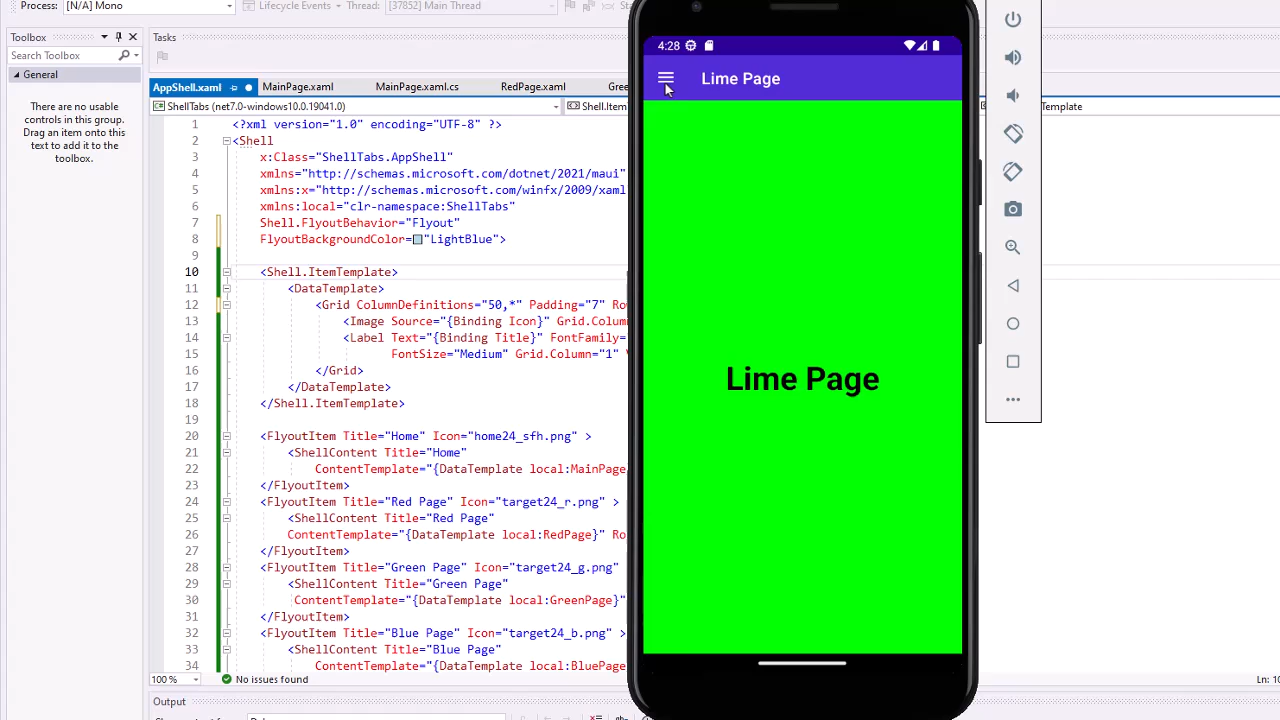 Process: [N/A] Mono
Lifecycle Events
Thread: [37852] Main Thread
Toolbox
Search Toolbox
General
There are no usable
controls in this group.
Drag an item onto this
text to add it to the
toolbox.
Tasks
AppShell.xaml
MainPage.xaml
MainPage.xaml.cs
RedPage.xaml
Gree
ShellTabs (net7.0-windows10.0.19041.0)
Shell.Item
Template
1 <?xml version="1.0" encoding="UTF-8" ?>
2 <Shell
3 x:Class="ShellTabs.AppShell"
4 xmlns="http://schemas.microsoft.com/dotnet/2021/maui"
5 xmlns:x="http://schemas.microsoft.com/winfx/2009/xaml
6 xmlns:local="clr-namespace:ShellTabs"
7 Shell.FlyoutBehavior="Flyout"
8 FlyoutBackgroundColor="LightBlue">
9
10 <Shell.ItemTemplate>
11 <DataTemplate>
12 <Grid ColumnDefinitions="50,*" Padding="7" Ro
13 <Image Source="{Binding Icon}" Grid.Colum
14 <Label Text="{Binding Title}" FontFamily=
15 FontSize="Medium" Grid.Column="1" V
16 </Grid>
17 </DataTemplate>
18 </Shell.ItemTemplate>
19
20 <FlyoutItem Title="Home" Icon="home24_sfh.png" >
21 <ShellContent Title="Home"
22 ContentTemplate="{DataTemplate local:MainPage
23 </FlyoutItem>
24 <FlyoutItem Title="Red Page" Icon="target24_r.png" >
25 <ShellContent Title="Red Page"
26 ContentTemplate="{DataTemplate local:RedPage}" Ro
27 </FlyoutItem>
28 <FlyoutItem Title="Green Page" Icon="target24_g.png"
29 <ShellContent Title="Green Page"
30 ContentTemplate="{DataTemplate local:GreenPage}"
31 </FlyoutItem>
32 <FlyoutItem Title="Blue Page" Icon="target24_b.png" >
33 <ShellContent Title="Blue Page"
34 ContentTemplate="{DataTemplate local:BluePage
100 %
No issues found
Ln: 10
Output
4:28
Lime Page
Lime Page